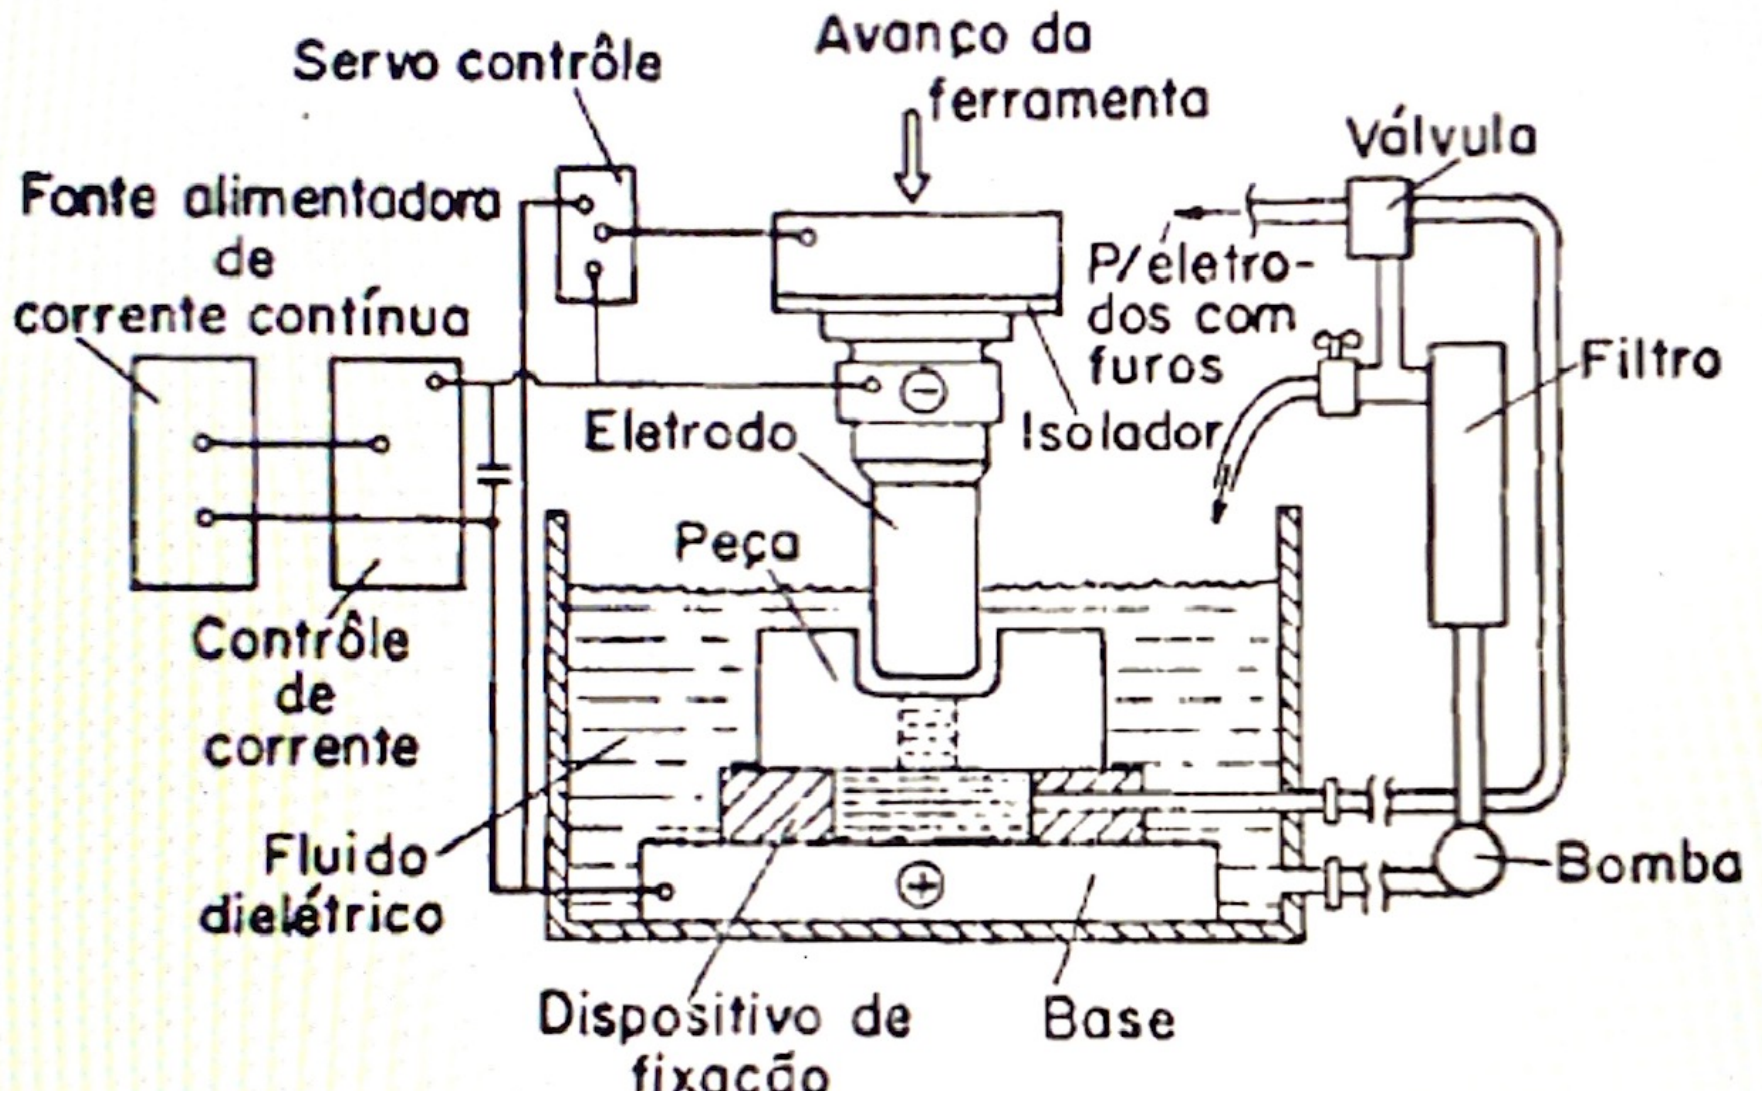 Servo contrôle
Avanço da
ferramenta
Válvula
Fonte alimentadora
de
corrente contínua
P/eletro-
dos com
furos
Filtro
Eletrodo
Isolador
Peça
Contrôle
de
corrente
Fluido
dielétrico
Bomba
Dispositivo de
fixação
Base
−
+